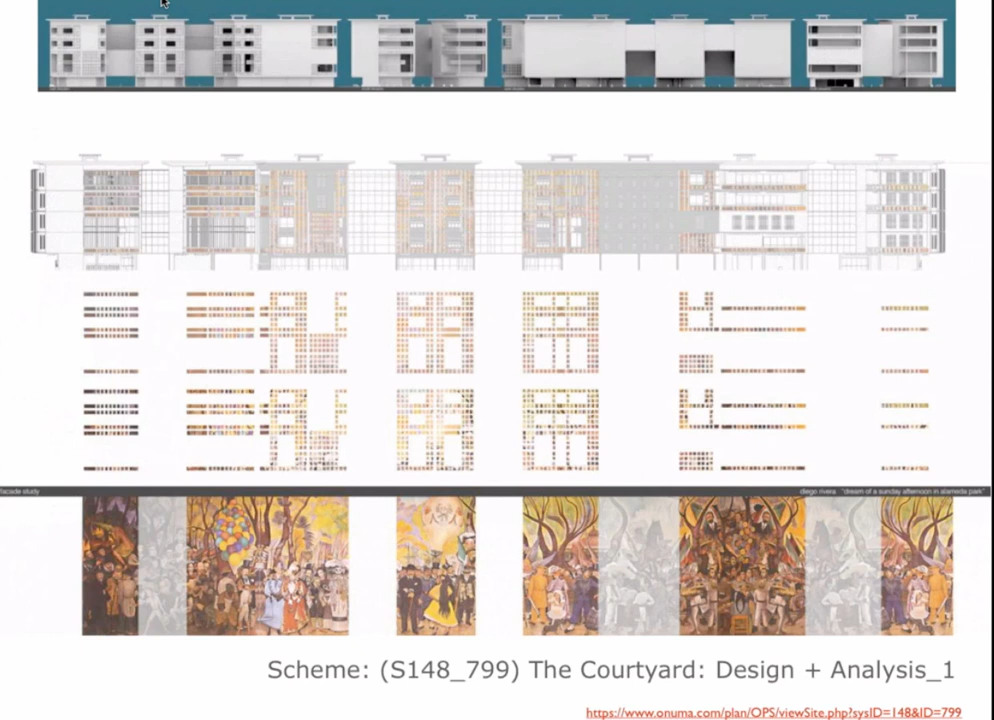 facade study
diego rivera "dream of a sunday afternoon in alameda park"
Scheme: (S148_799) The Courtyard: Design + Analysis_1
https://www.onuma.com/plan/OPS/viewSite.php?sysID=148&ID=799